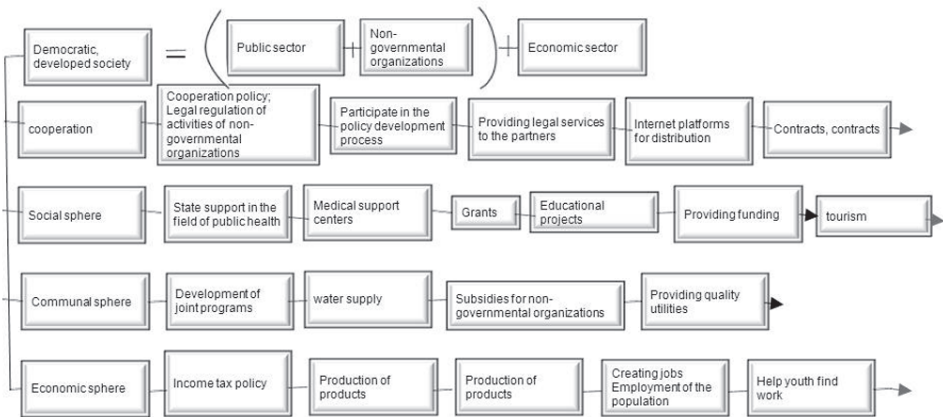 Democratic,
developed society
=
(
Public sector
+
Non-
governmental
organizations
)
+
Economic sector
cooperation
Cooperation policy;
Legal regulation of
activities of non-
governmental
organizations
Participate in the
policy development
process
Providing legal services
to the partners
Internet platforms
for distribution
Contracts, contracts
Social sphere
State support in the
field of public health
Medical support
centers
Grants
Educational
projects
Providing funding
tourism
Communal sphere
Development of
joint programs
water supply
Subsidies for non-
governmental organizations
Providing quality
utilities
Economic sphere
Income tax policy
Production of
products
Production of
products
Creating jobs
Employment of the
population
Help youth find
work